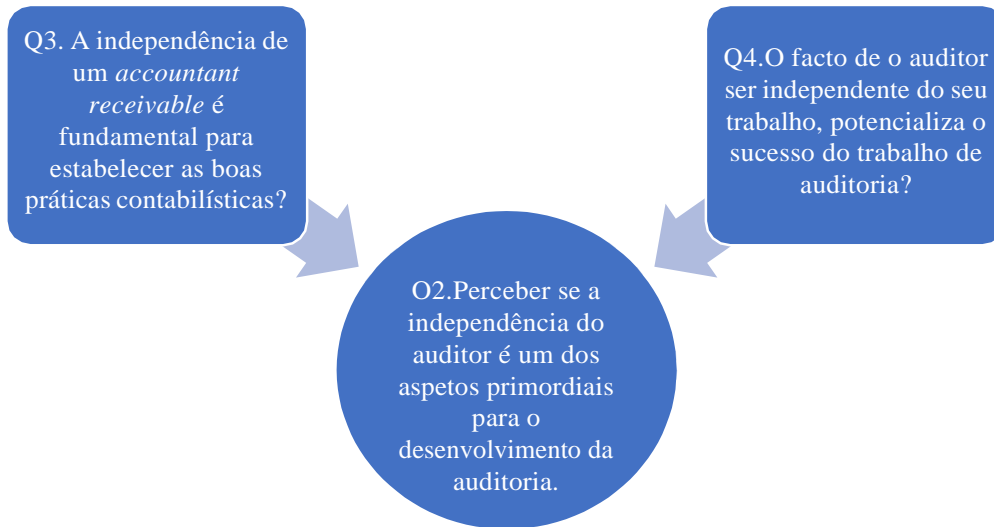 Q3. A independência de
um accountant
receivable é
fundamental para
estabelecer as boas
práticas contabilísticas?
Q4.O facto de o auditor
ser independente do seu
trabalho, potencializa o
sucesso do trabalho de
auditoria?
O2.Perceber se a
independência do
auditor é um dos
aspetos primordiais
para o
desenvolvimento da
auditoria.